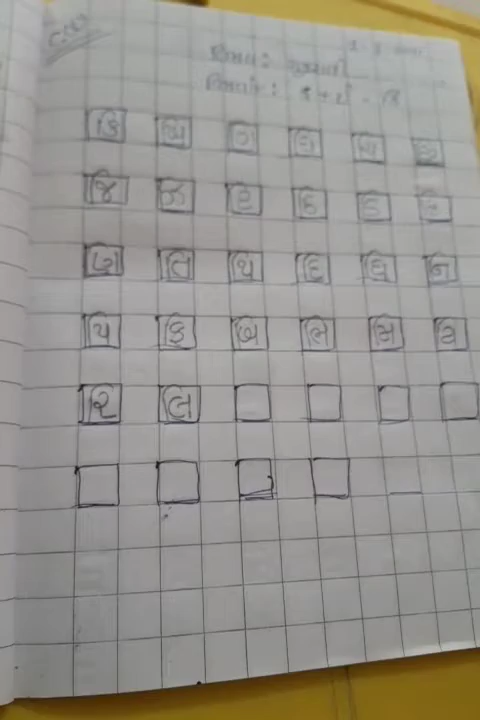 વિષય : ગુજરાતી
ક + ઈ - કિ
કિ ખિ ગિ ઘિ ચિ છિ
જિ ઝિ ટિ ઠિ ડિ ઢિ
ણિ તિ થિ દિ ધિ નિ
પિ ફિ બિ ભિ મિ યિ
રિ લિ